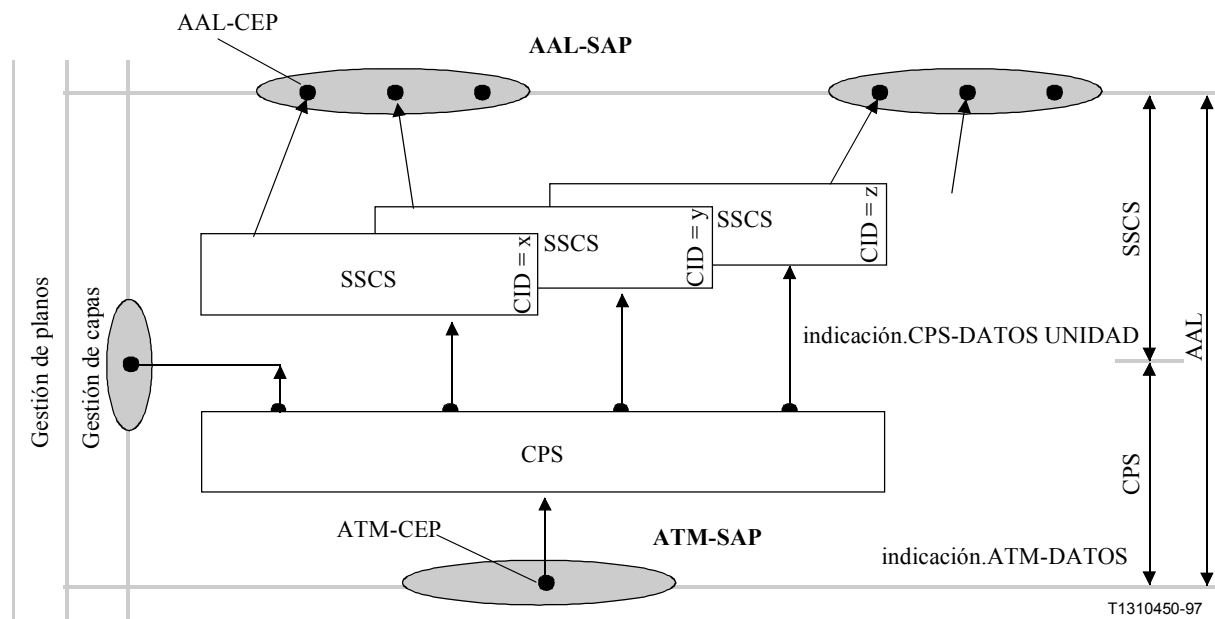 AAL-CEP
AAL-SAP
SSCS
CID = x
SSCS
CID = y
SSCS
CID = z
SSCS
AAL
CPS
Gestión de planos
Gestión de capas
indicación.CPS-DATOS UNIDAD
CPS
ATM-CEP
ATM-SAP
indicación.ATM-DATOS
T1310450-97